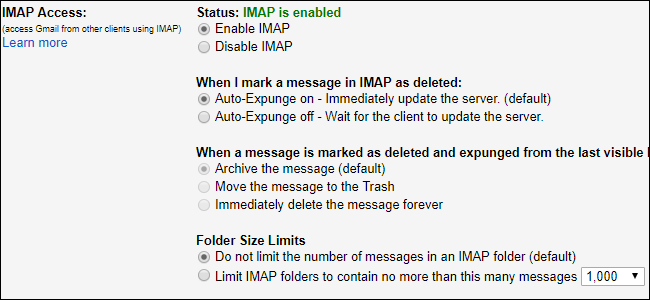 IMAP Access:
(access Gmail from other clients using IMAP)
Learn more
Status: IMAP is enabled
Enable IMAP
Disable IMAP
When I mark a message in IMAP as deleted:
Auto-Expunge on - Immediately update the server. (default)
Auto-Expunge off - Wait for the client to update the server.
When a message is marked as deleted and expunged from the last visible
Archive the message (default)
Move the message to the Trash
Immediately delete the message forever
Folder Size Limits
Do not limit the number of messages in an IMAP folder (default)
Limit IMAP folders to contain no more than this many messages 1,000